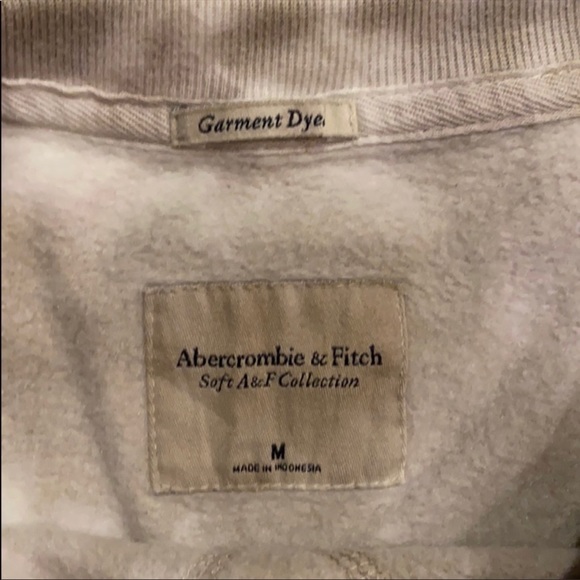 Garment Dye.
Abercrombie & Fitch
Soft A&F Collection
M
MADE IN INDONESIA